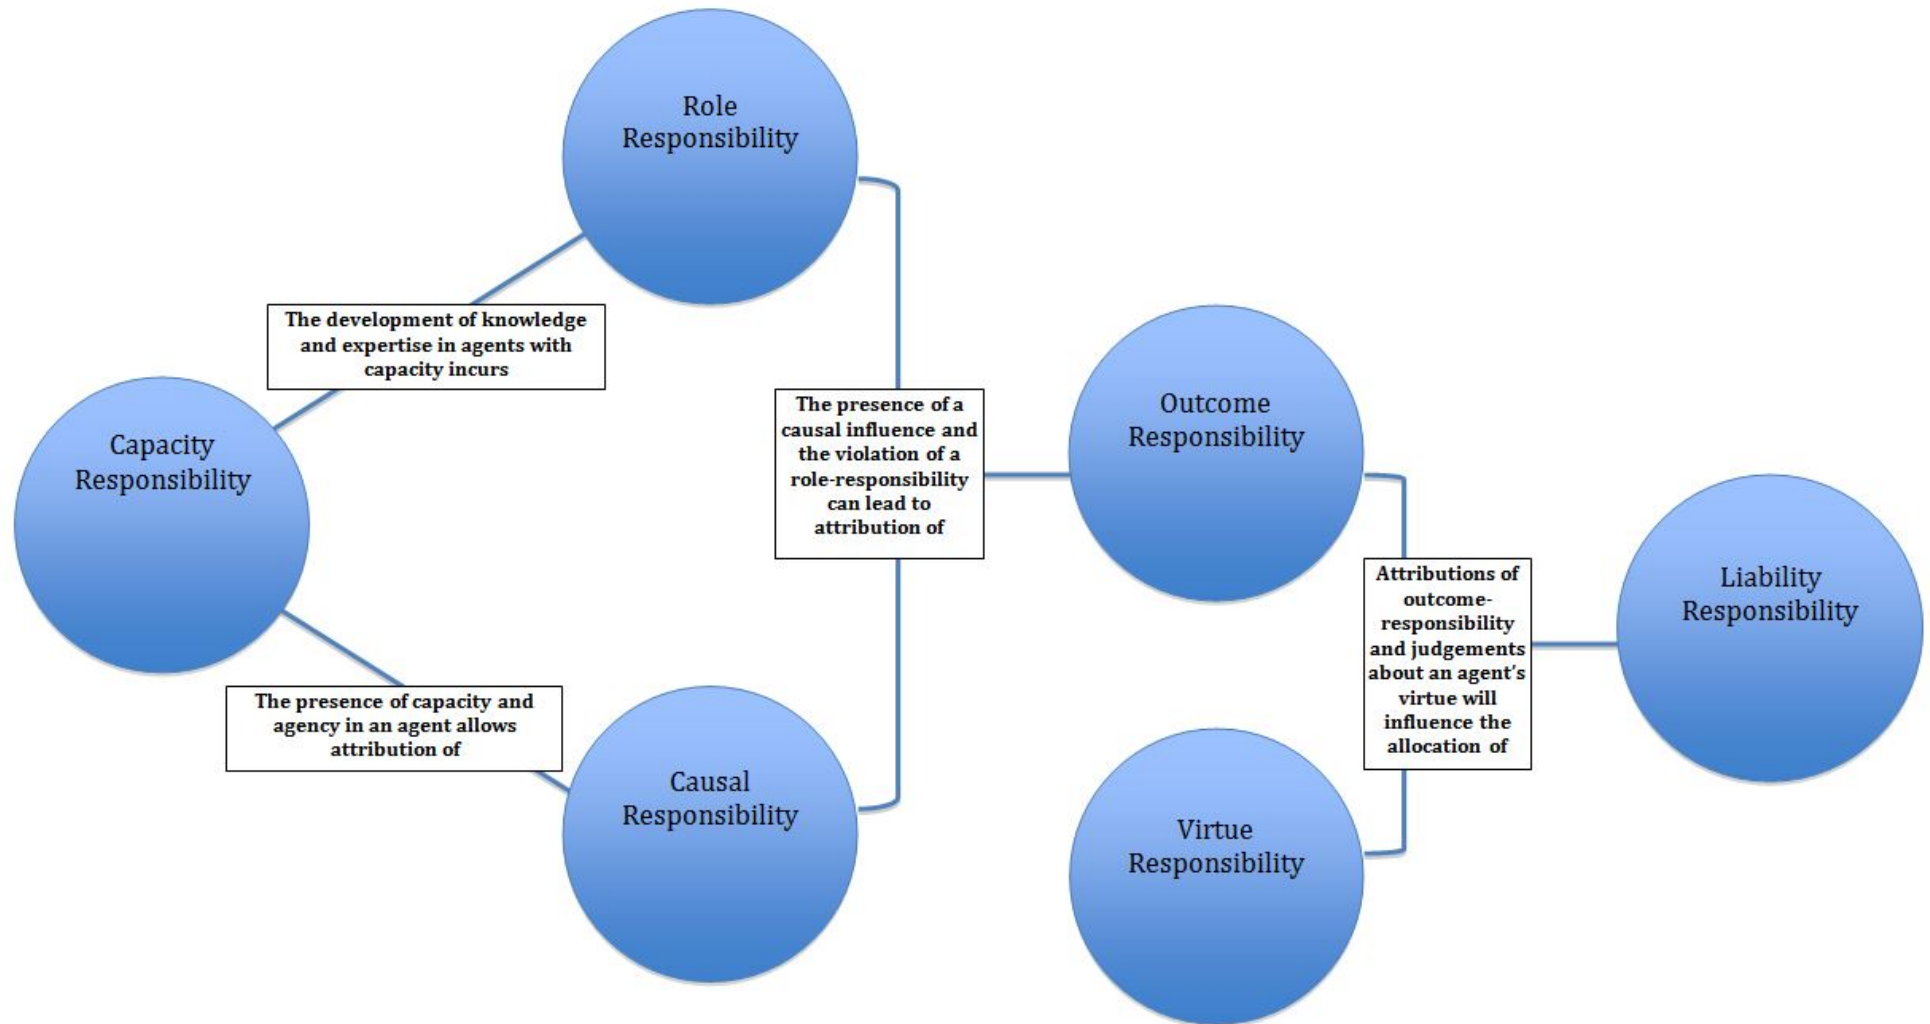 Role
Responsibility
The development of knowledge
and expertise in agents with
capacity incurs
Capacity
Responsibility
The presence of capacity and
agency in an agent allows
attribution of
Causal
Responsibility
The presence of a
causal influence and
the violation of a
role-responsibility
can lead to
attribution of
Outcome
Responsibility
Virtue
Responsibility
Attributions of
outcome-
responsibility
and judgements
about an agent's
virtue will
influence the
allocation of
Liability
Responsibility